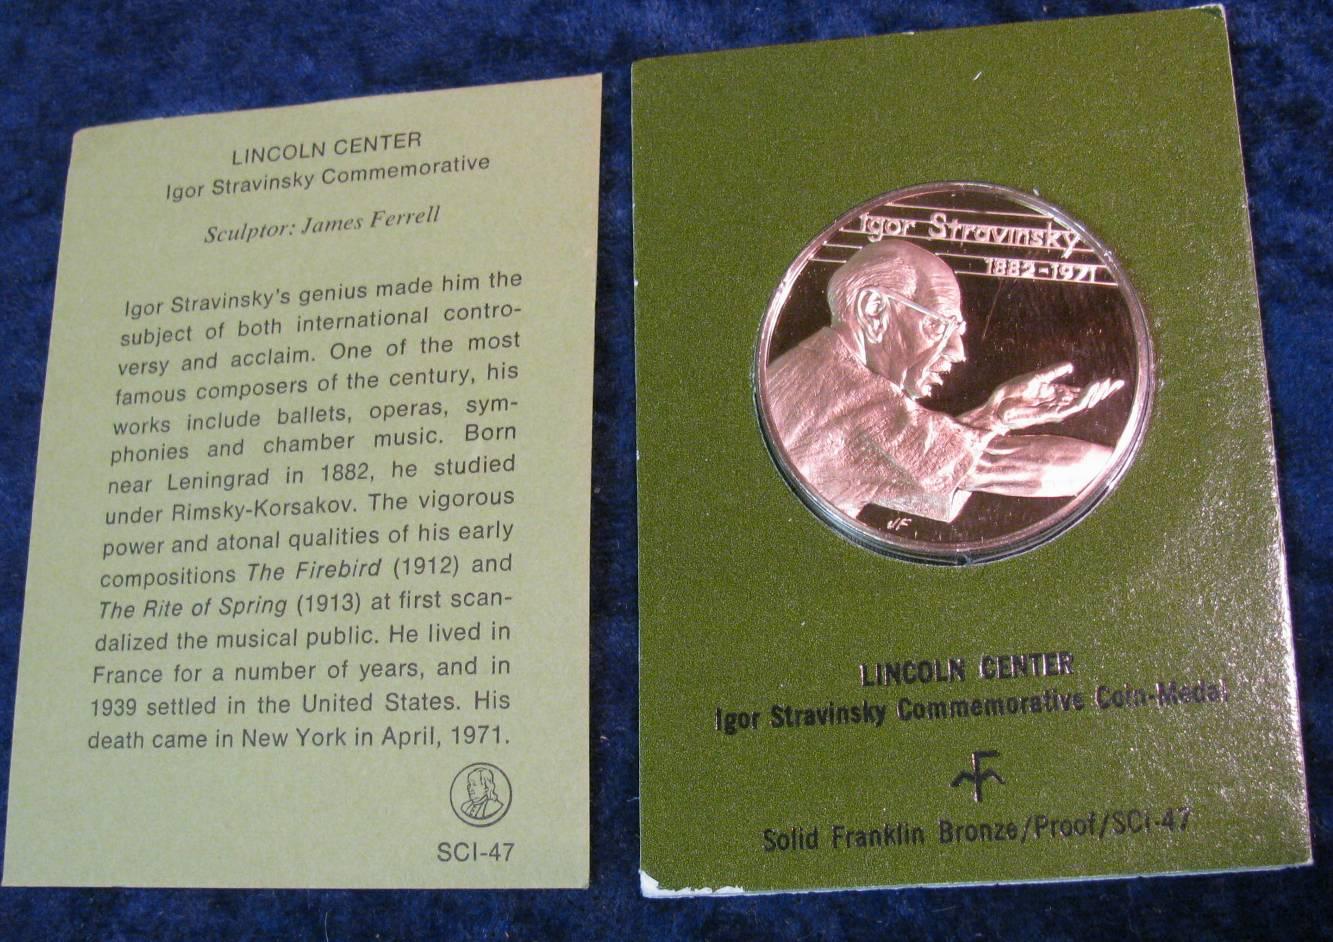 LINCOLN CENTER
Igor Stravinsky Commemorative
Sculptor: James Ferrell
Igor Stravinsky's genius made him the
subject of both international contro-
versy and acclaim. One of the most
famous composers of the century, his
works include ballets, operas, sym-
phonies and chamber music. Born
near Leningrad in 1882, he studied
under Rimsky-Korsakov. The vigorous
power and atonal qualities of his early
compositions The Firebird (1912) and
The Rite of Spring (1913) at first scan-
dalized the musical public. He lived in
France for a number of years, and in
1939 settled in the United States. His
death came in New York in April, 1971.
SCI-47
Igor Stravinsky
1882-1971
JF
LINCOLN CENTER
Igor Stravinsky Commemorative Coin-Medal
Solid Franklin Bronze/Proof/SCI-47